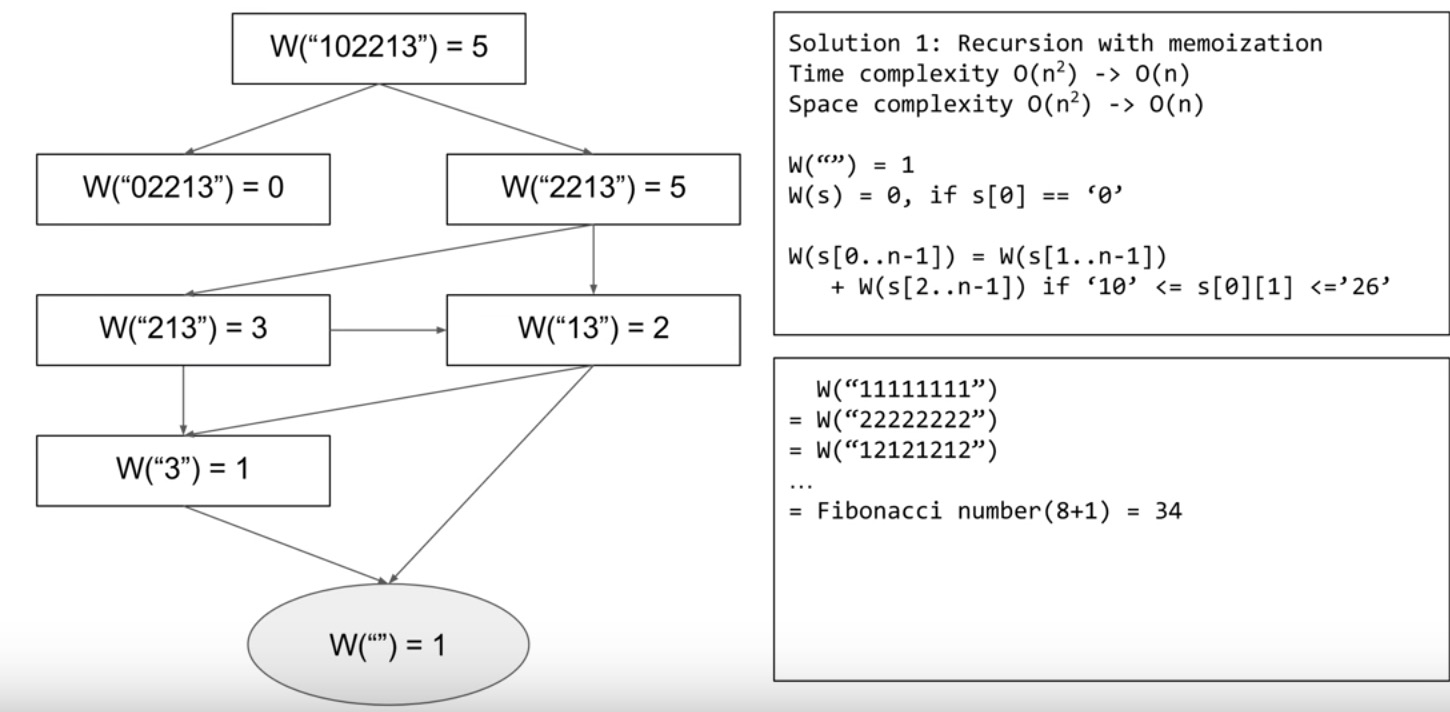 W(“102213”) = 5
W(“02213”) = 0
W(“2213”) = 5
W(“213”) = 3
W(“13”) = 2
W(“3”) = 1
W(“”) = 1
Solution 1: Recursion with memoization
Time complexity O(n²) -> O(n)
Space complexity O(n²) -> O(n)
W(“”) = 1
W(s) = 0, if s[0] == ‘0’
W(s[0..n-1]) = W(s[1..n-1])
+ W(s[2..n-1]) if ‘10’ <= s[0][1] <=’26’
W(“11111111”)
= W(“22222222”)
= W(“12121212”)
...
= Fibonacci number(8+1) = 34